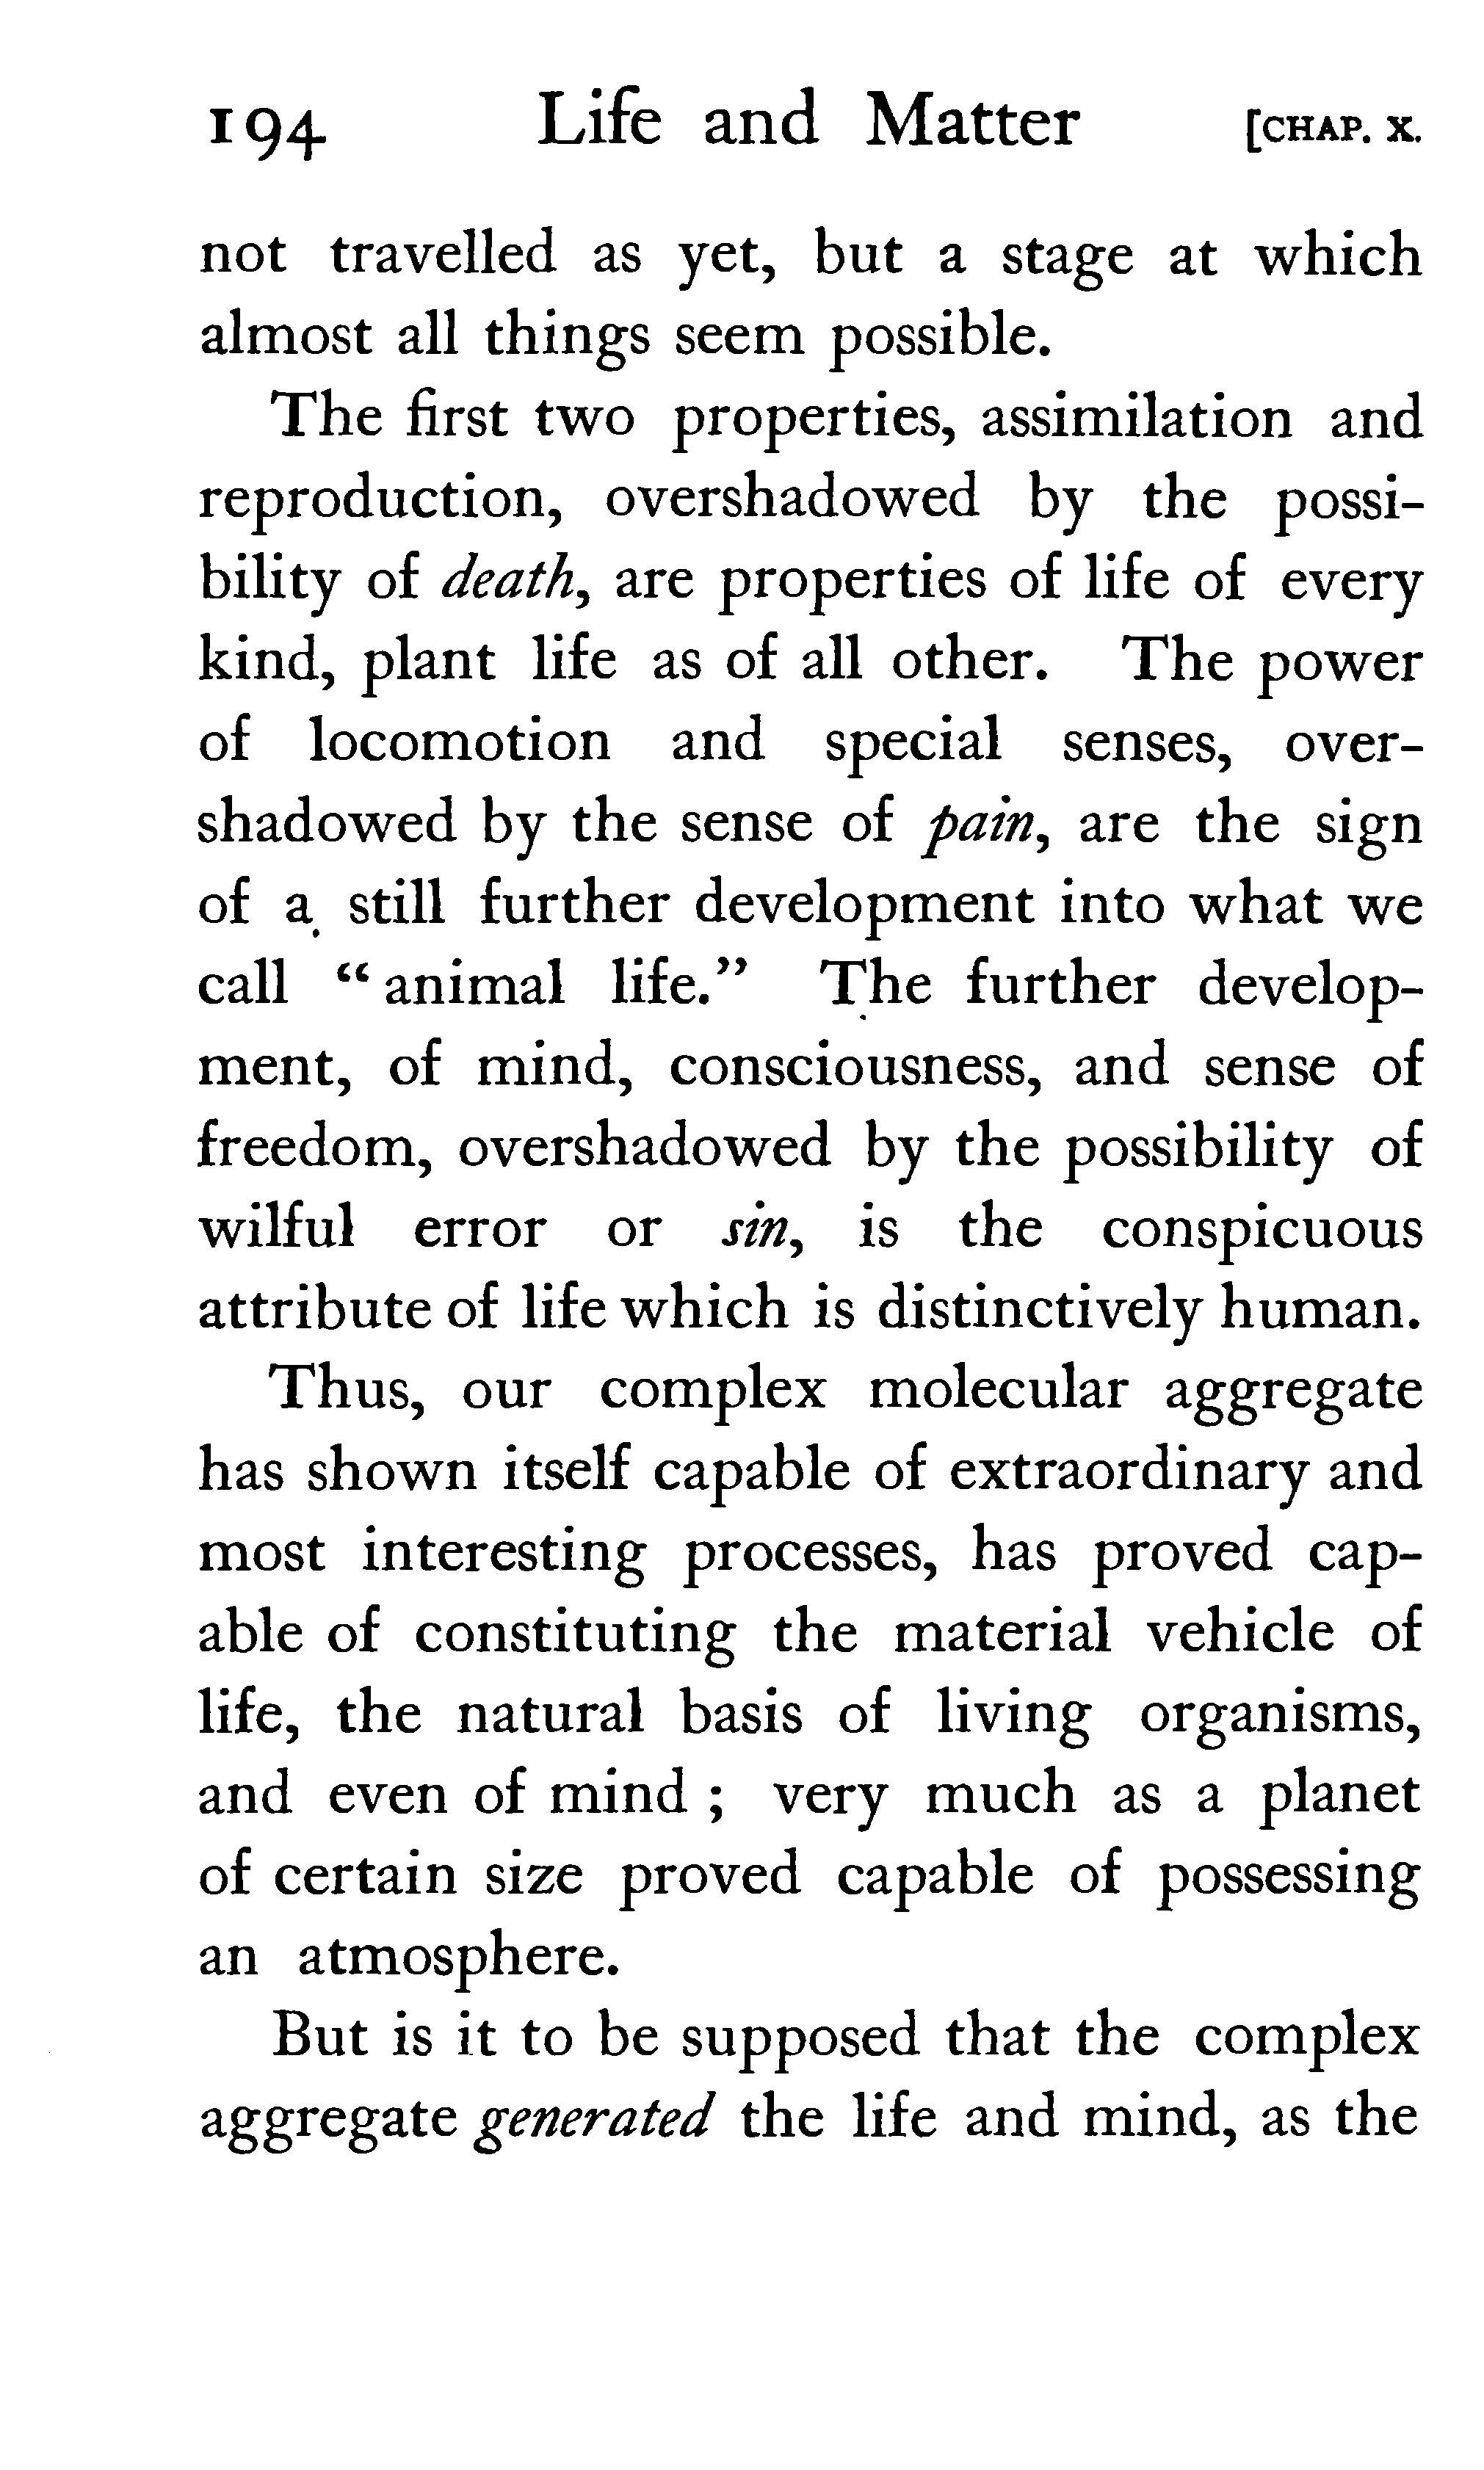 194 Life and Matter [CHAP. X.
not travelled as yet, but a stage at which
almost all things seem possible.
The first two properties, assimilation and
reproduction, overshadowed by the possi-
bility of death, are properties of life of every
kind, plant life as of all other. The power
of locomotion and special senses, over-
shadowed by the sense of pain, are the sign
of a still further development into what we
call “animal life.” The further develop-
ment, of mind, consciousness, and sense of
freedom, overshadowed by the possibility of
wilful error or sin, is the conspicuous
attribute of life which is distinctively human.
Thus, our complex molecular aggregate
has shown itself capable of extraordinary and
most interesting processes, has proved cap-
able of constituting the material vehicle of
life, the natural basis of living organisms,
and even of mind ; very much as a planet
of certain size proved capable of possessing
an atmosphere.
But is it to be supposed that the complex
aggregate generated the life and mind, as the